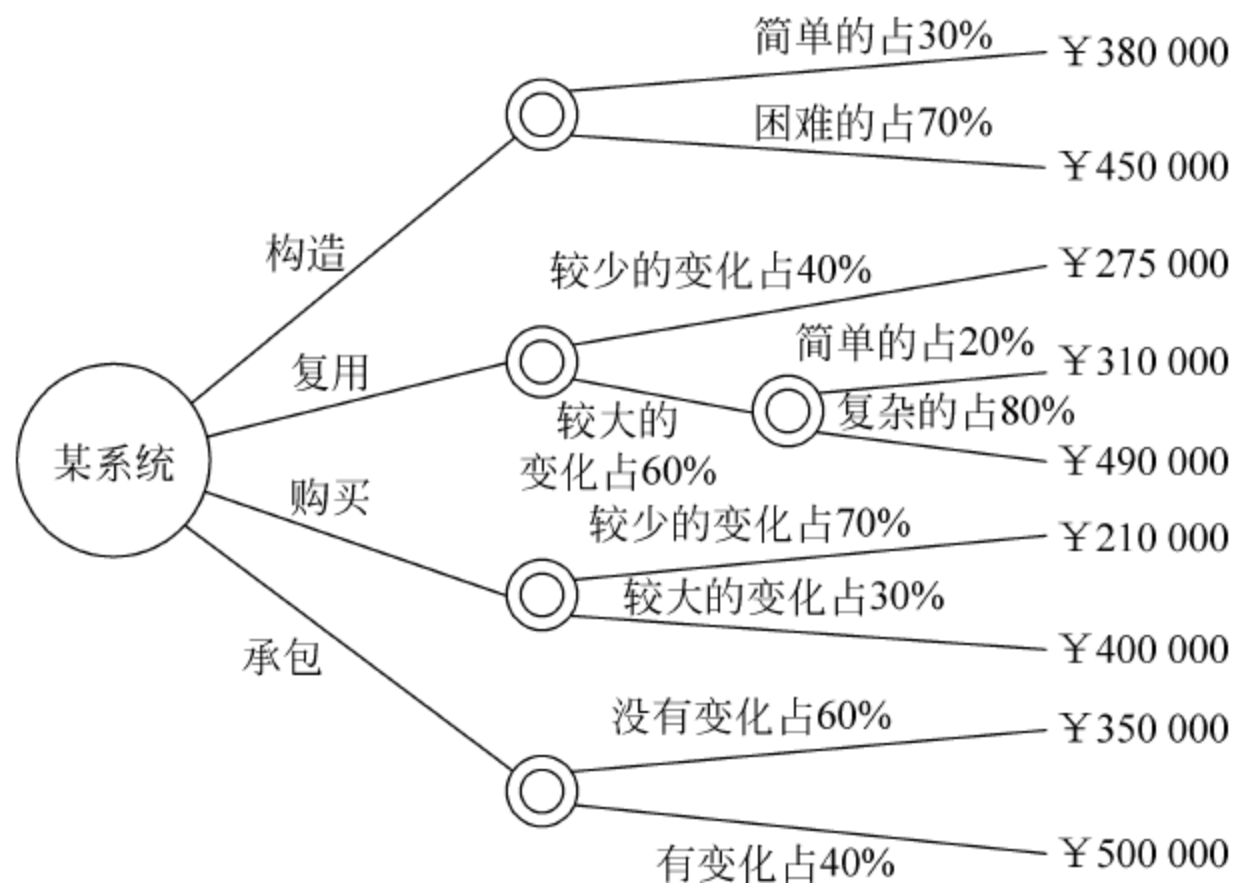 简单的占30%
¥380 000
困难的占70%
¥450 000
构造
较少的变化占40%
¥275 000
简单的占20%
¥310 000
复用
较大的
变化占60%
复杂的占80%
¥490 000
某系统
购买
较少的变化占70%
¥210 000
较大的变化占30%
¥400 000
承包
没有变化占60%
¥350 000
有变化占40%
¥500 000